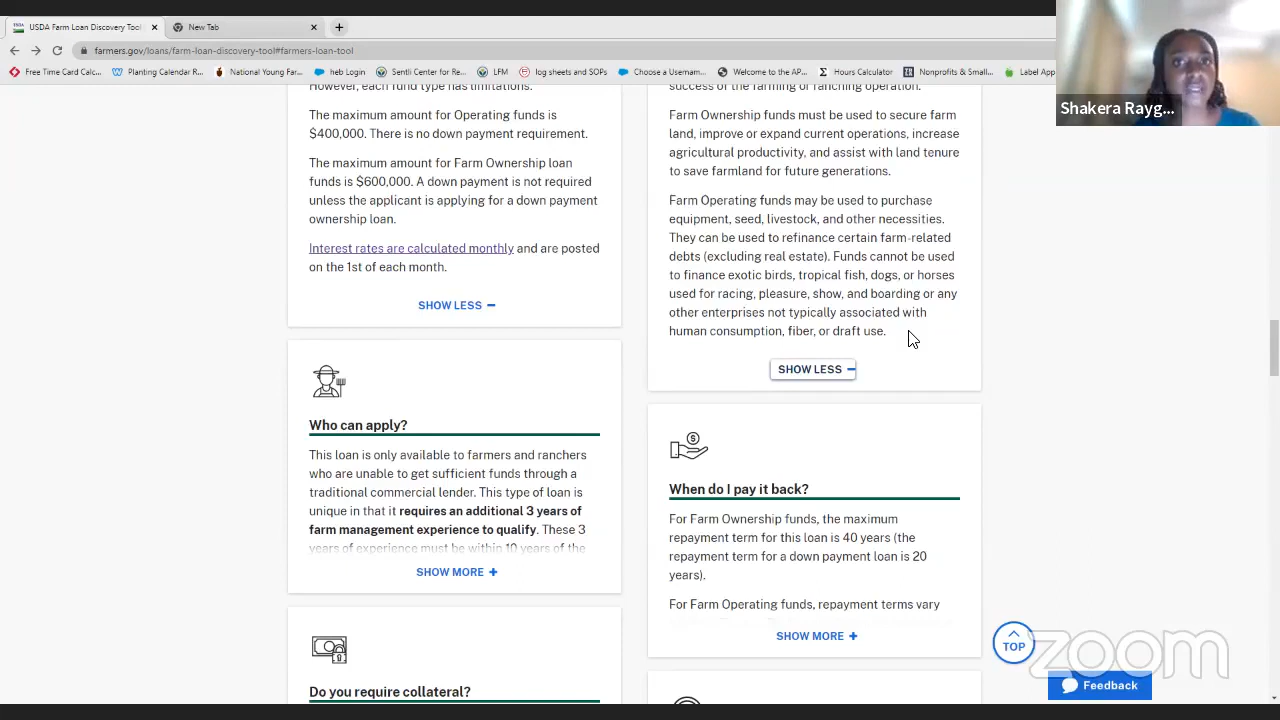 USDA Farm Loan Discovery Tool
New Tab
farmers.gov/loans/farm-loan-discovery-tool#farmers-loan-tool
Free Time Card Calc...
Planting Calendar R...
National Young Far...
heb Login
Sentli Center for Re...
LFM
log sheets and SOPs
Choose a Usernam...
Welcome to the AP...
Hours Calculator
Nonprofits & Small...
Label App
Shakera Rayg...
However, each fund type has limitations.
The maximum amount for Operating funds is
$400,000. There is no down payment requirement.
The maximum amount for Farm Ownership loan
funds is $600,000. A down payment is not required
unless the applicant is applying for a down payment
ownership loan.
Interest rates are calculated monthly and are posted
on the 1st of each month.
SHOW LESS
Who can apply?
This loan is only available to farmers and ranchers
who are unable to get sufficient funds through a
traditional commercial lender. This type of loan is
unique in that it requires an additional 3 years of
farm management experience to qualify. These 3
years of experience must be within 10 years of the
SHOW MORE +
Do you require collateral?
success of the farming or ranching operation.
Farm Ownership funds must be used to secure farm
land, improve or expand current operations, increase
agricultural productivity, and assist with land tenure
to save farmland for future generations.
Farm Operating funds may be used to purchase
equipment, seed, livestock, and other necessities.
They can be used to refinance certain farm-related
debts (excluding real estate). Funds cannot be used
to finance exotic birds, tropical fish, dogs, or horses
used for racing, pleasure, show, and boarding or any
other enterprises not typically associated with
human consumption, fiber, or draft use.
SHOW LESS
When do I pay it back?
For Farm Ownership funds, the maximum
repayment term for this loan is 40 years (the
repayment term for a down payment loan is 20
years).
For Farm Operating funds, repayment terms vary
SHOW MORE +
TOP
zoom
Feedback